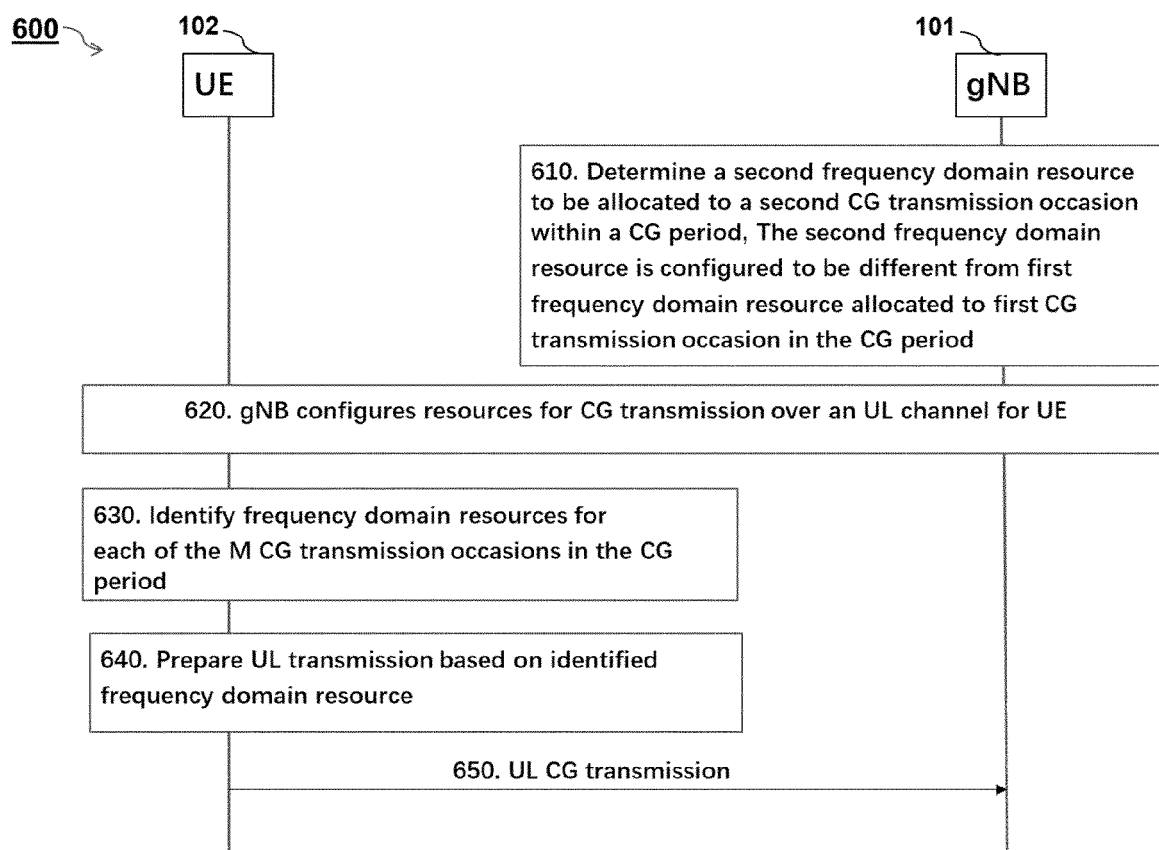 600
102
101
UE
gNB
610. Determine a second frequency domain resource
to be allocated to a second CG transmission occasion
within a CG period, The second frequency domain
resource is configured to be different from first
frequency domain resource allocated to first CG
transmission occasion in the CG period
620. gNB configures resources for CG transmission over an UL channel for UE
630. Identify frequency domain resources for
each of the M CG transmission occasions in the CG
period
640. Prepare UL transmission based on identified
frequency domain resource
650. UL CG transmission